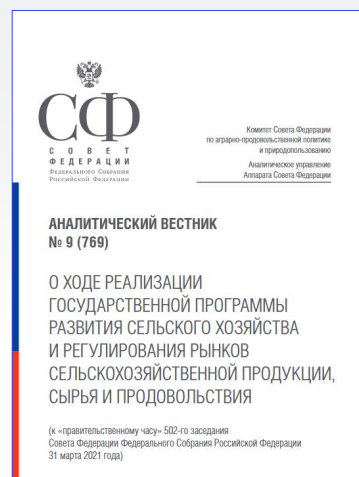 СФ
СОВЕТ
ФЕДЕРАЦИИ
ФЕДЕРАЛЬНОГО СОБРАНИЯ
РОССИЙСКОЙ ФЕДЕРАЦИИ
Комитет Совета Федерации
по аграрно-продовольственной политике
и природопользованию
Аналитическое управление
Аппарата Совета Федерации
АНАЛИТИЧЕСКИЙ ВЕСТНИК
№ 9 (769)
О ХОДЕ РЕАЛИЗАЦИИ
ГОСУДАРСТВЕННОЙ ПРОГРАММЫ
РАЗВИТИЯ СЕЛЬСКОГО ХОЗЯЙСТВА
И РЕГУЛИРОВАНИЯ РЫНКОВ
СЕЛЬСКОХОЗЯЙСТВЕННОЙ ПРОДУКЦИИ,
СЫРЬЯ И ПРОДОВОЛЬСТВИЯ
(к «правительственному часу» 502-го заседания
Совета Федерации Федерального Собрания Российской Федерации
31 марта 2021 года)